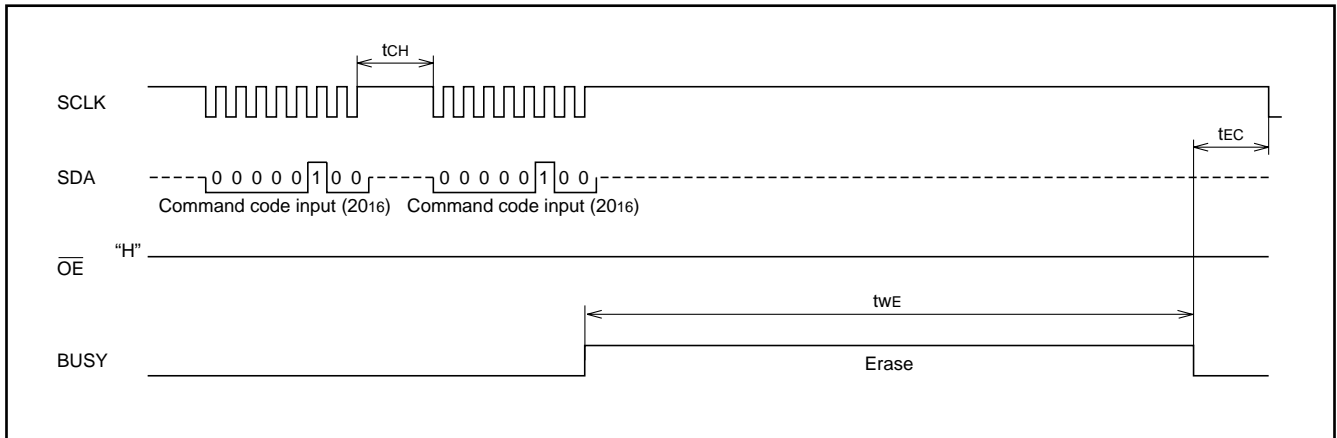 tCH
SCLK
tEC
SDA 0 0 0 0 0 1 0 0 0 0 0 0 0 1 0 0
Command code input (2016) Command code input (2016)
"H"
OE
twE
BUSY Erase